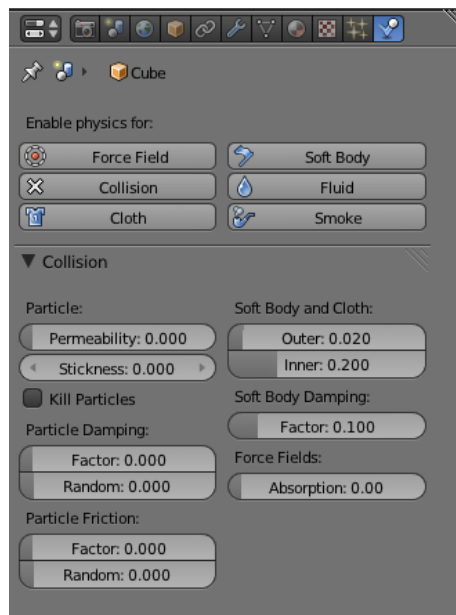 Cube
Enable physics for:
Force Field
Soft Body
Collision
Fluid
Cloth
Smoke
Collision
Particle:
Permeability: 0.000
Stickness: 0.000
Kill Particles
Particle Damping:
Factor: 0.000
Random: 0.000
Particle Friction:
Factor: 0.000
Random: 0.000
Soft Body and Cloth:
Outer: 0.020
Inner: 0.200
Soft Body Damping:
Factor: 0.100
Force Fields:
Absorption: 0.00